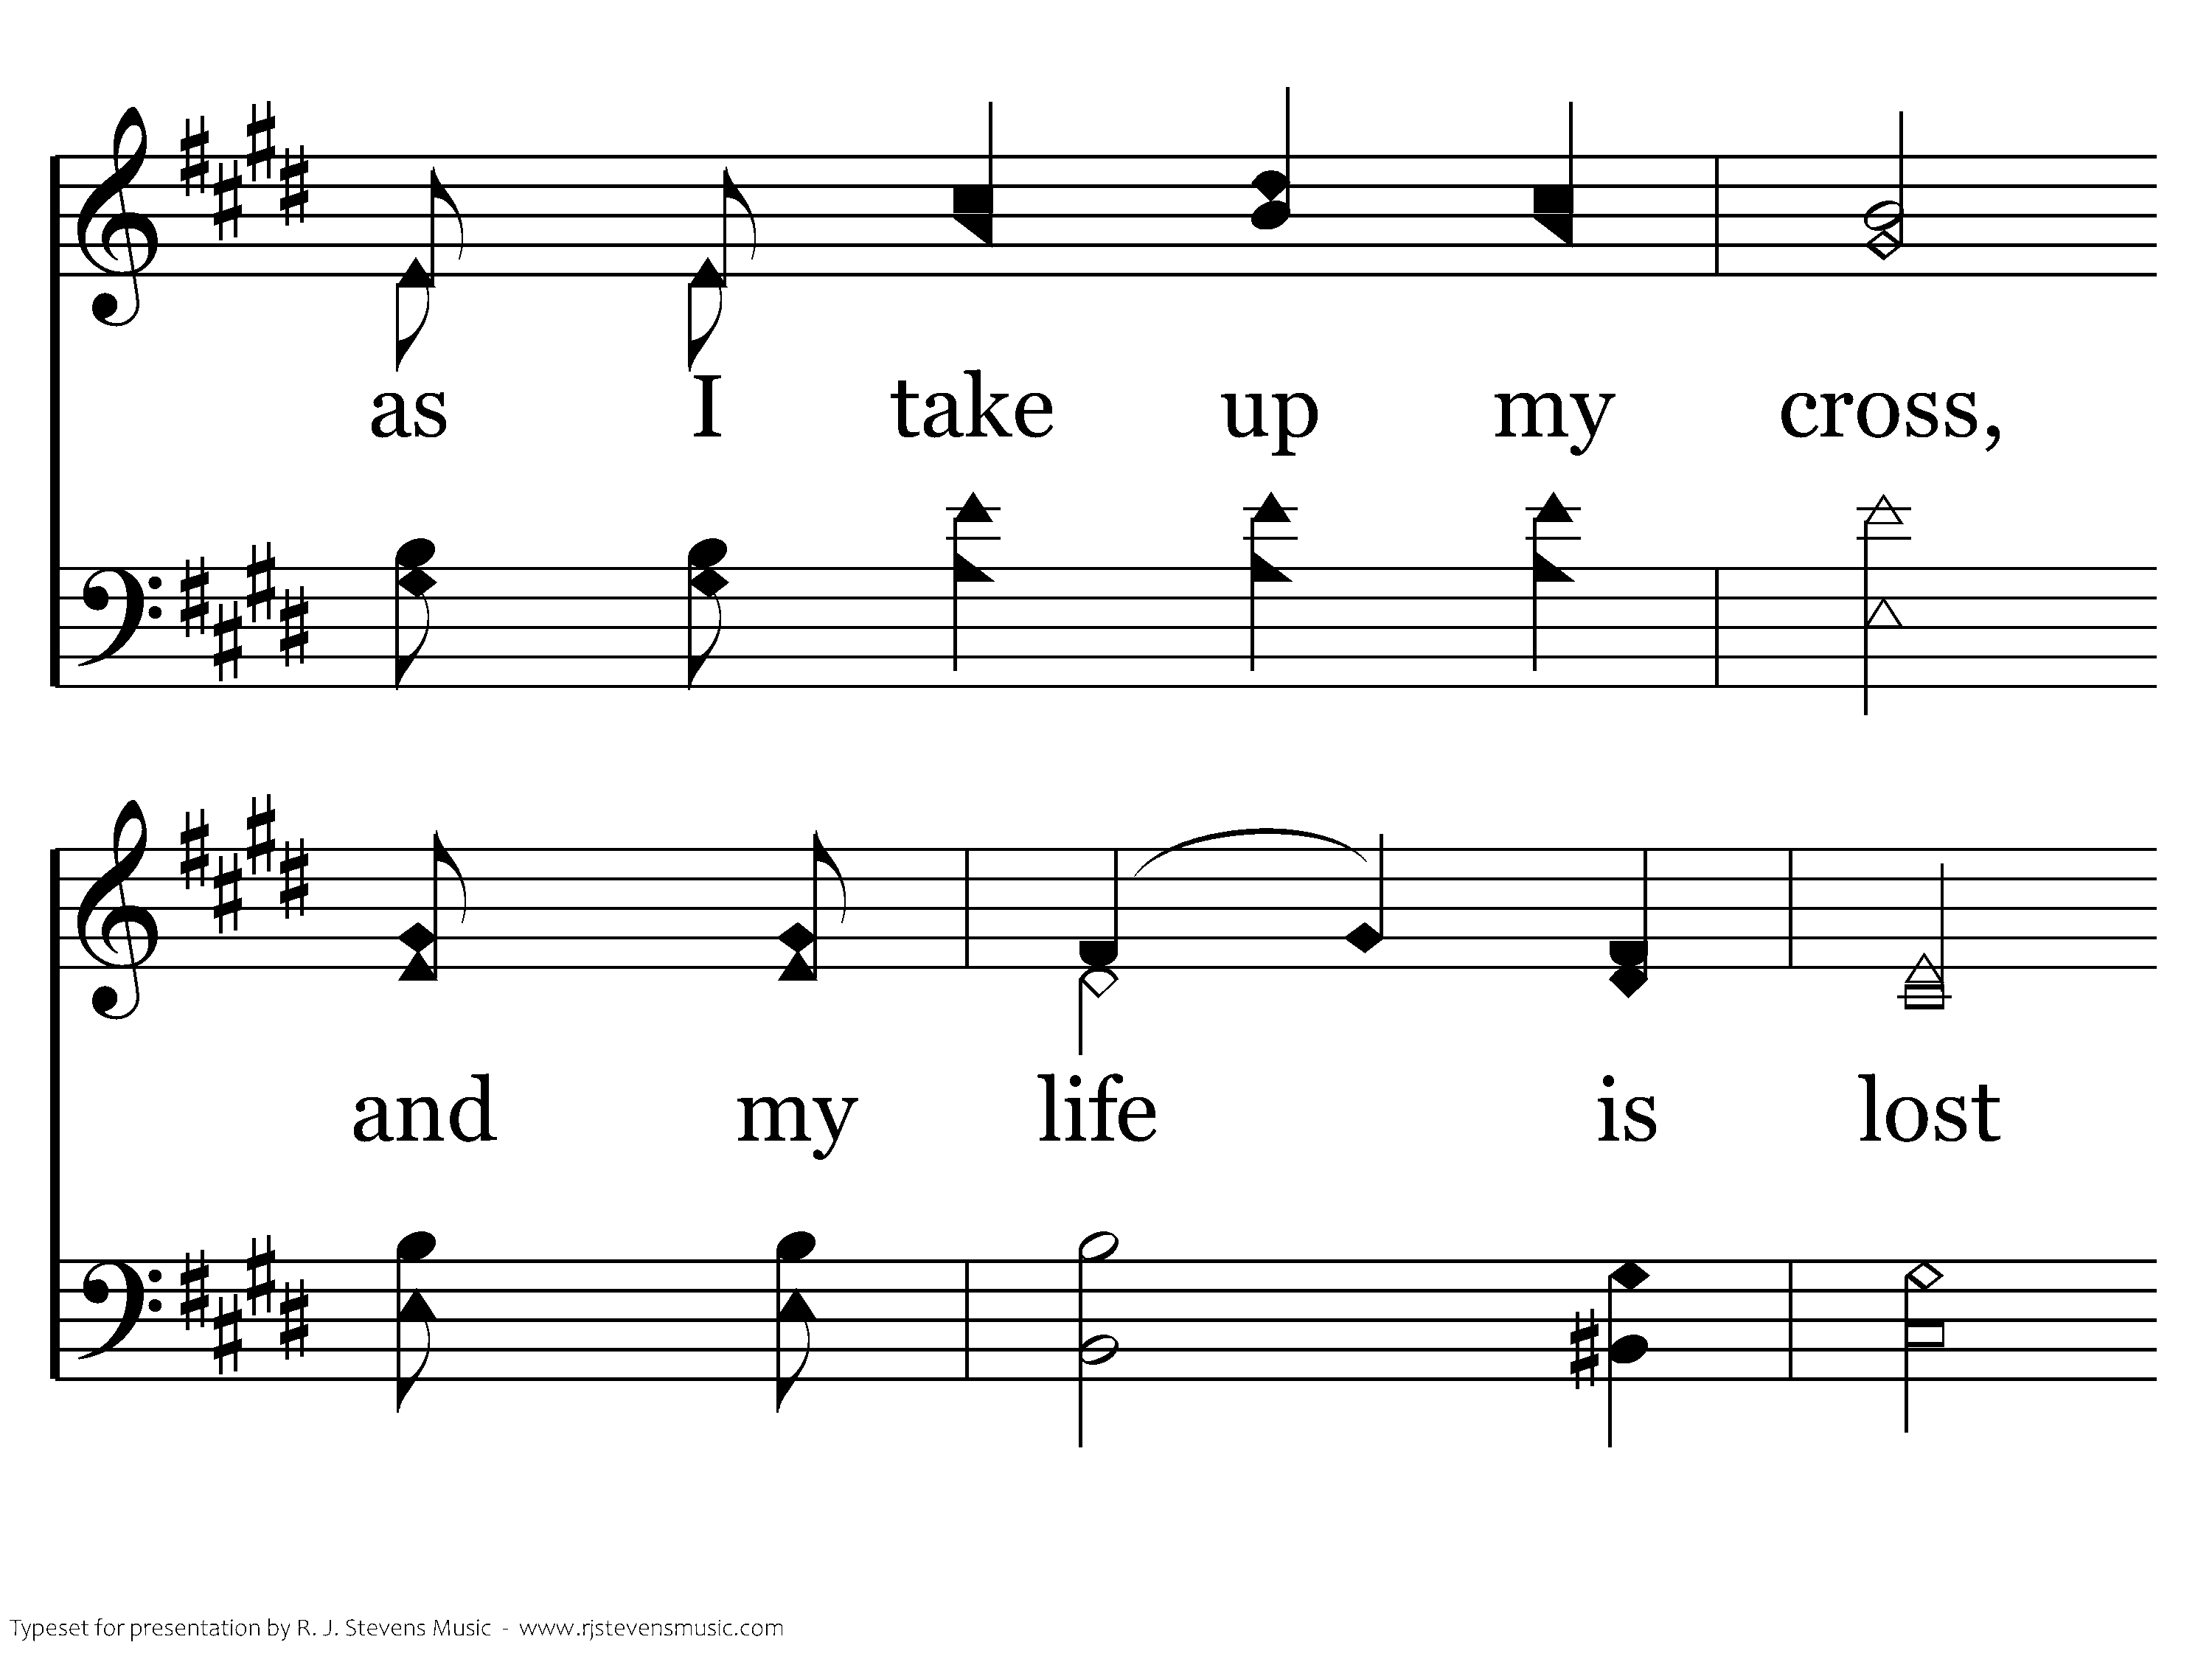 as I take up my cross,
and my life is lost
Typeset for presentation by R. J. Stevens Music - www.rjstevensmusic.com